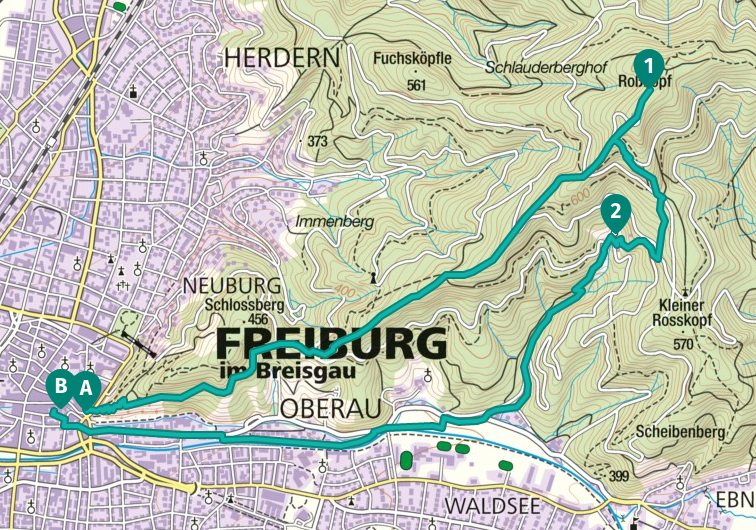 HERDERN
Fuchsköpfle
561
Schlauderberghof
1
Roßkopf
373
600
2
Immenberg
400
NEUBURG
Schlossberg
456
FREIBURG
im Breisgau
Kleiner
Rosskopf
570
B
A
OBERAU
Scheibenberg
399
WALDSEE
EBN